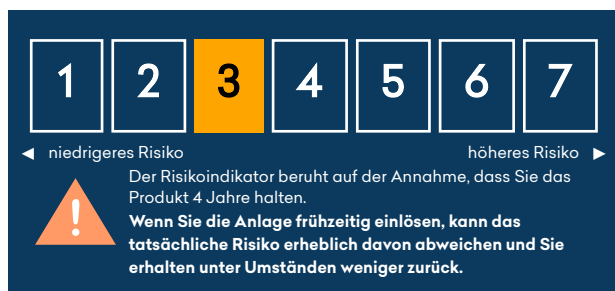 1 2 3 4 5 6 7
◄ niedrigeres Risiko höheres Risiko ►
Der Risikoindikator beruht auf der Annahme, dass Sie das
Produkt 4 Jahre halten.
!
Wenn Sie die Anlage frühzeitig einlösen, kann das
tatsächliche Risiko erheblich davon abweichen und Sie
erhalten unter Umständen weniger zurück.